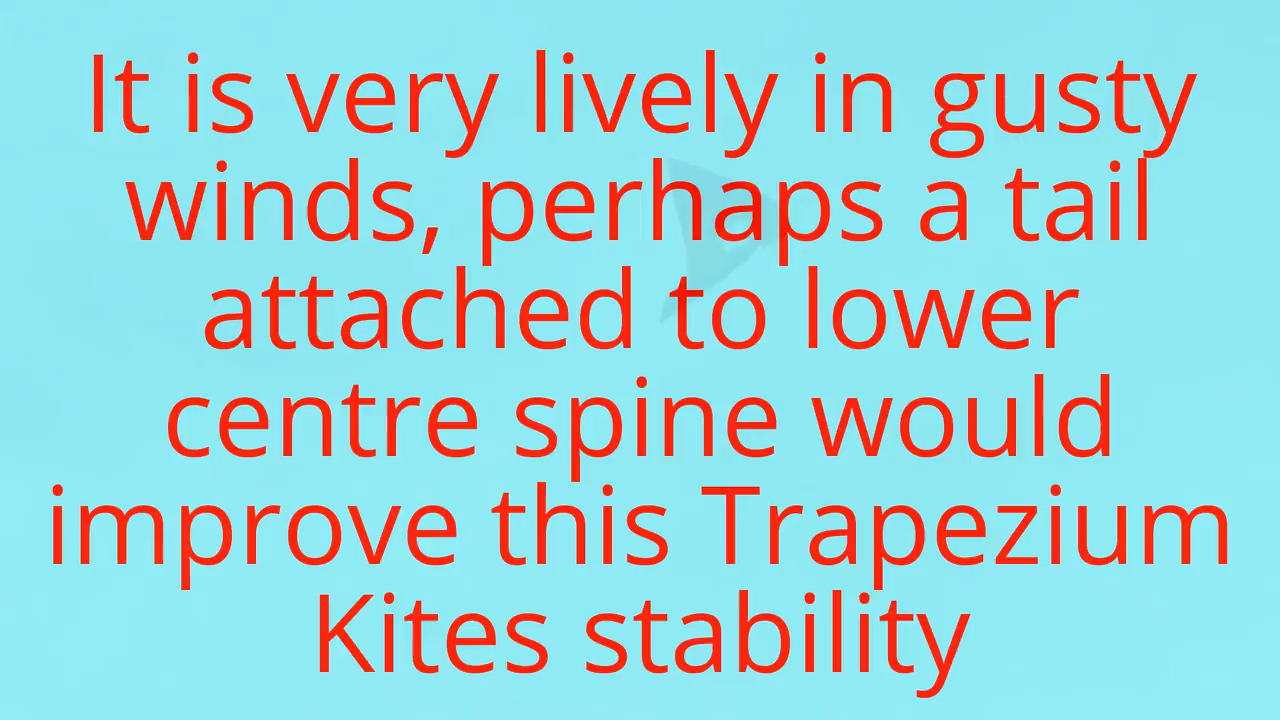 It is very lively in gusty
winds, perhaps a tail
attached to lower
centre spine would
improve this Trapezium
Kites stability